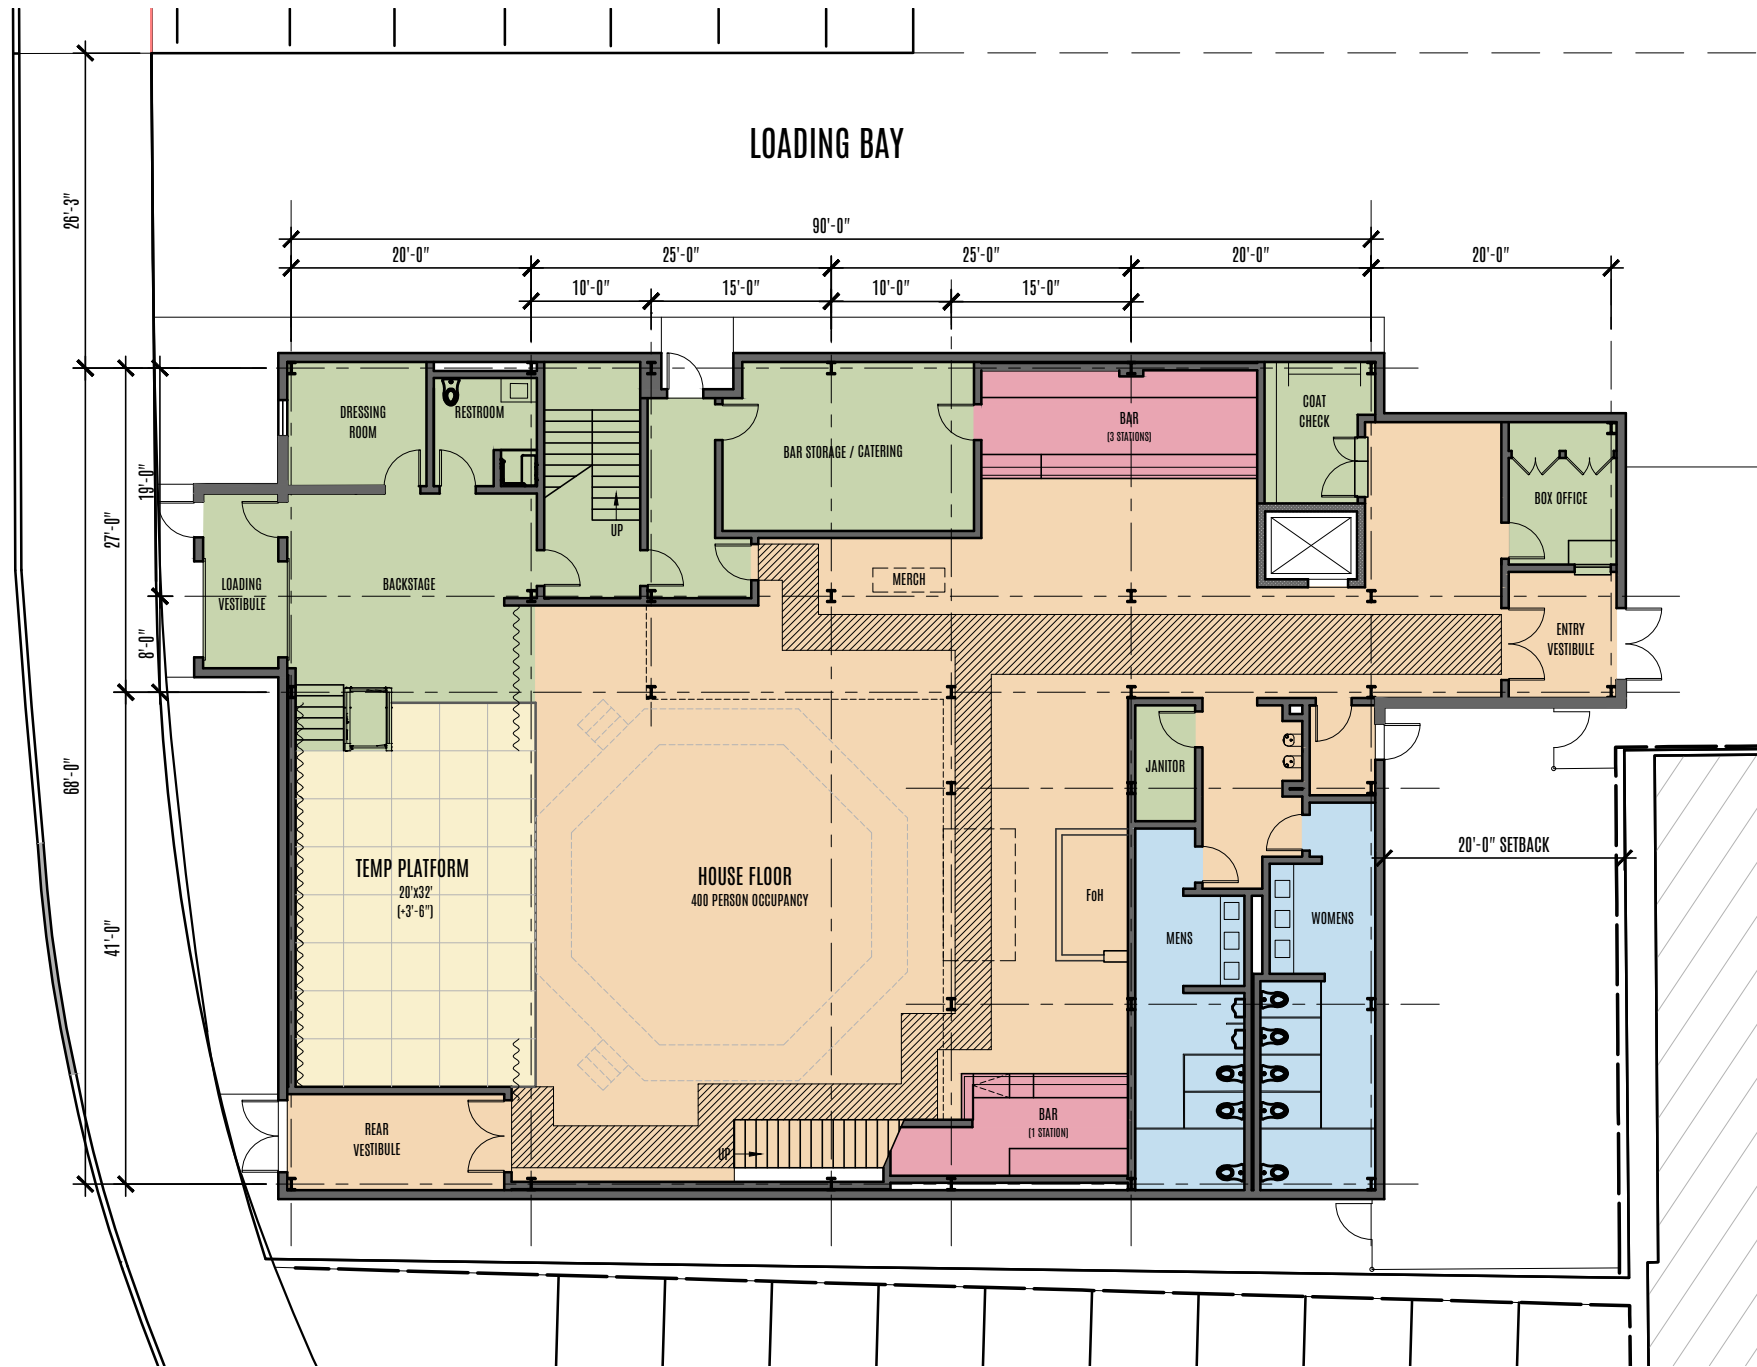 LOADING BAY
26'-3"
90'-0"
20'-0"
25'-0"
25'-0"
20'-0"
20'-0"
10'-0"
15'-0"
10'-0"
15'-0"
DRESSING
ROOM
RESTROOM
BAR STORAGE / CATERING
BAR
(3 STATIONS)
COAT
CHECK
BOX OFFICE
19'-0"
27'-0"
8'-0"
UP
LOADING
VESTIBULE
BACKSTAGE
MERCH
ENTRY
VESTIBULE
68'-0"
41'-0"
JANITOR
TEMP PLATFORM
20'x32'
(+3'-6")
HOUSE FLOOR
400 PERSON OCCUPANCY
FoH
20'-0" SETBACK
MENS
WOMENS
REAR
VESTIBULE
UP
BAR
(1 STATION)